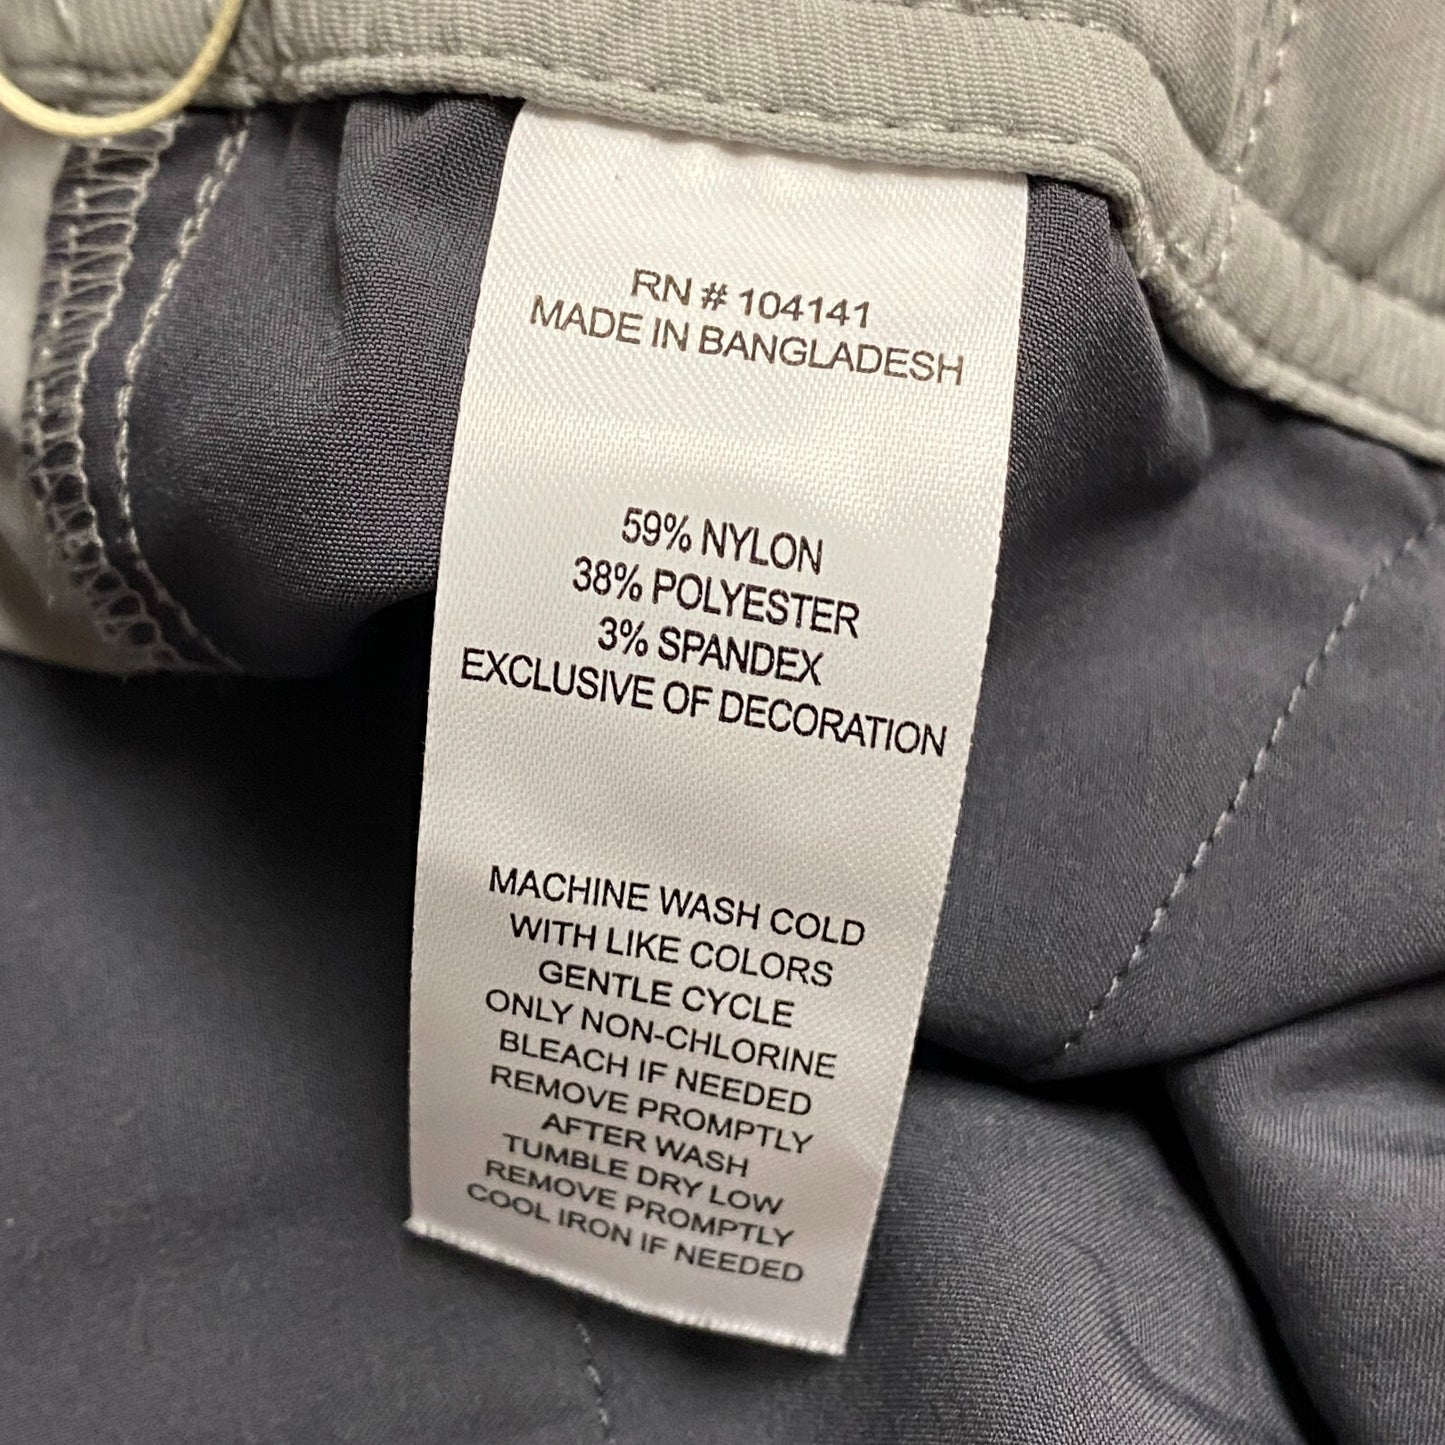 RN # 104141
MADE IN BANGLADESH
59% NYLON
38% POLYESTER
3% SPANDEX
EXCLUSIVE OF DECORATION
MACHINE WASH COLD
WITH LIKE COLORS
GENTLE CYCLE
ONLY NON-CHLORINE
BLEACH IF NEEDED
REMOVE PROMPTLY
AFTER WASH
TUMBLE DRY LOW
REMOVE PROMPTLY
COOL IRON IF NEEDED